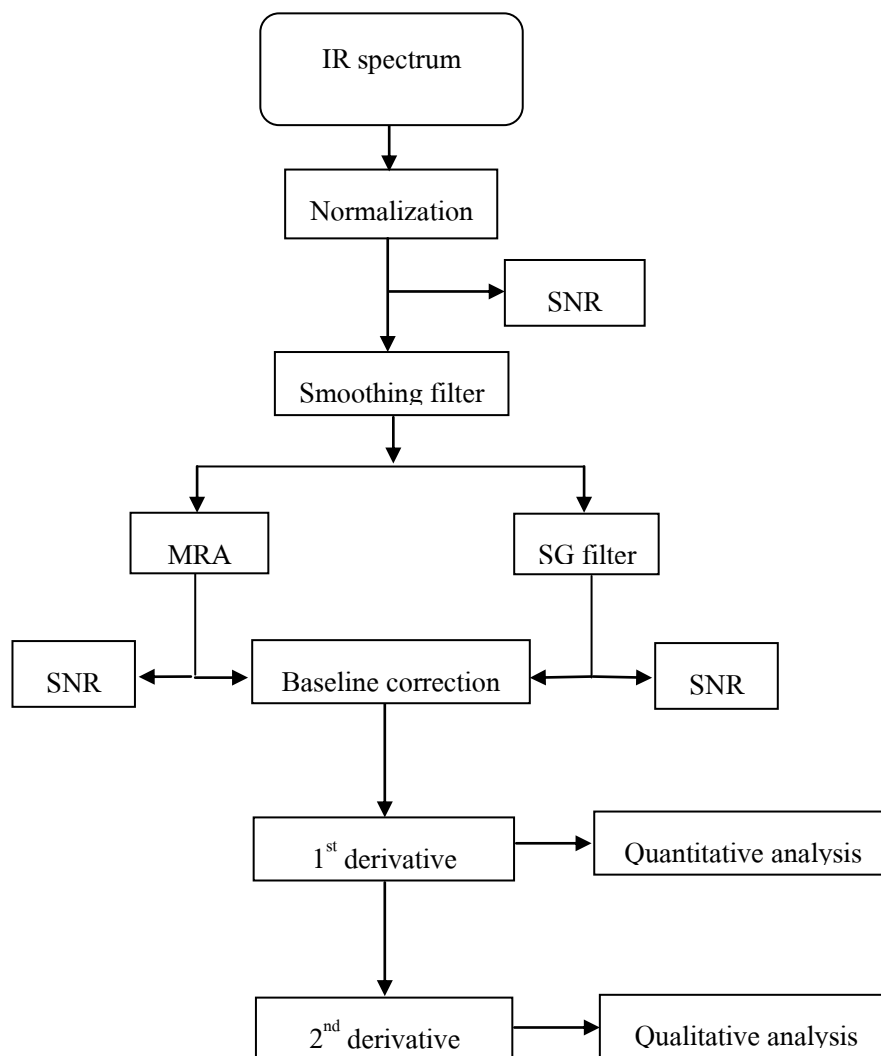 IR spectrum
Normalization
SNR
Smoothing filter
MRA
SG filter
SNR
Baseline correction
SNR
1st derivative
Quantitative analysis
2nd derivative
Qualitative analysis